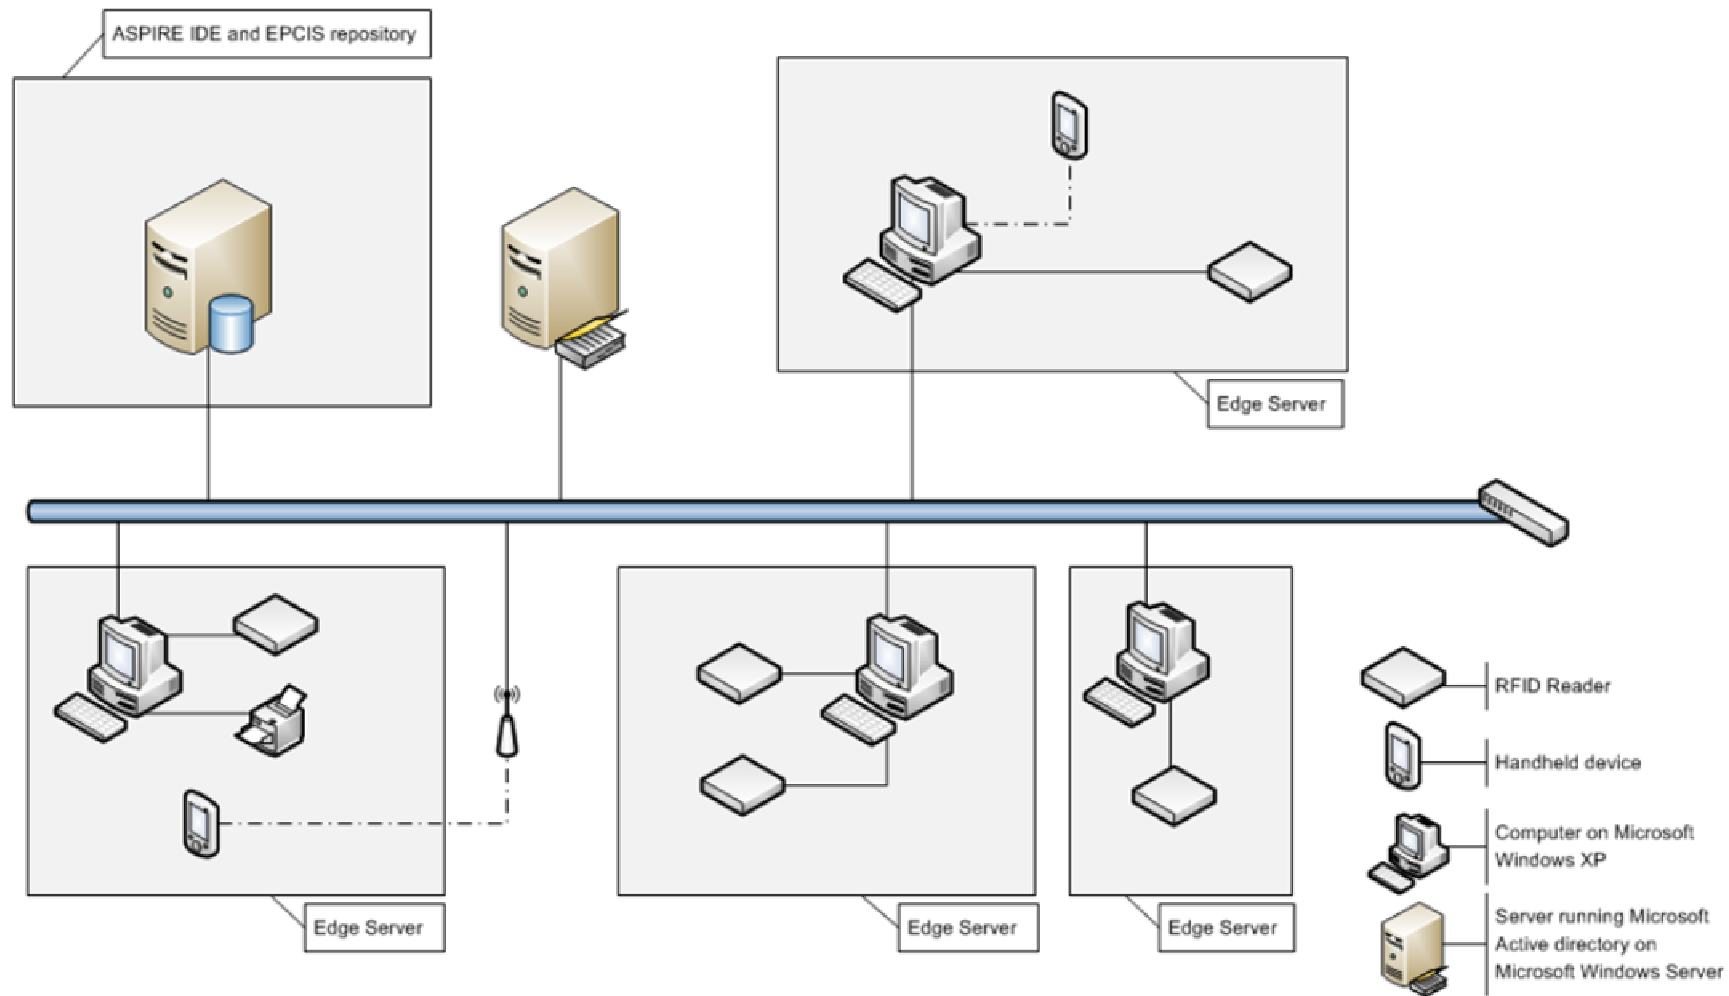 ASPIRE IDE and EPCIS repository
Edge Server
Edge Server
Edge Server
Edge Server
RFID Reader
Handheld device
Computer on Microsoft
Windows XP
Server running Microsoft
Active directory on
Microsoft Windows Server